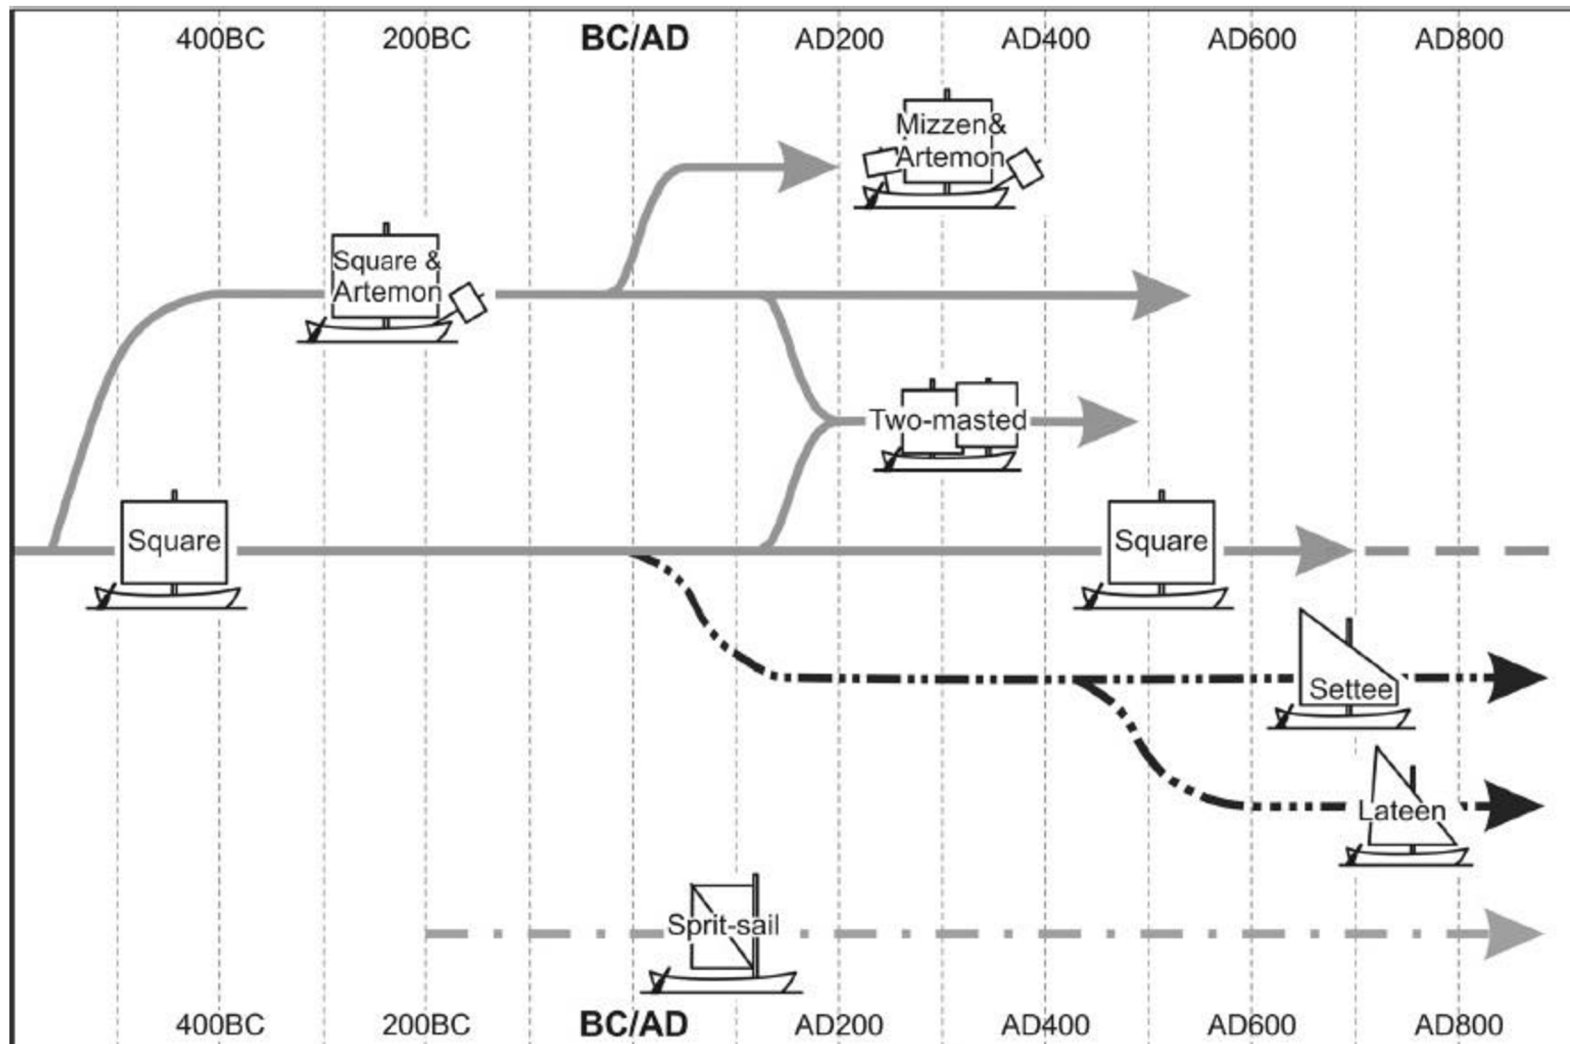 400BC 200BC BC/AD AD200 AD400 AD600 AD800
Mizzen&
Artemon
Square &
Artemon
Two-masted
Square
Square
Settee
Lateen
Sprit-sail
400BC 200BC BC/AD AD200 AD400 AD600 AD800